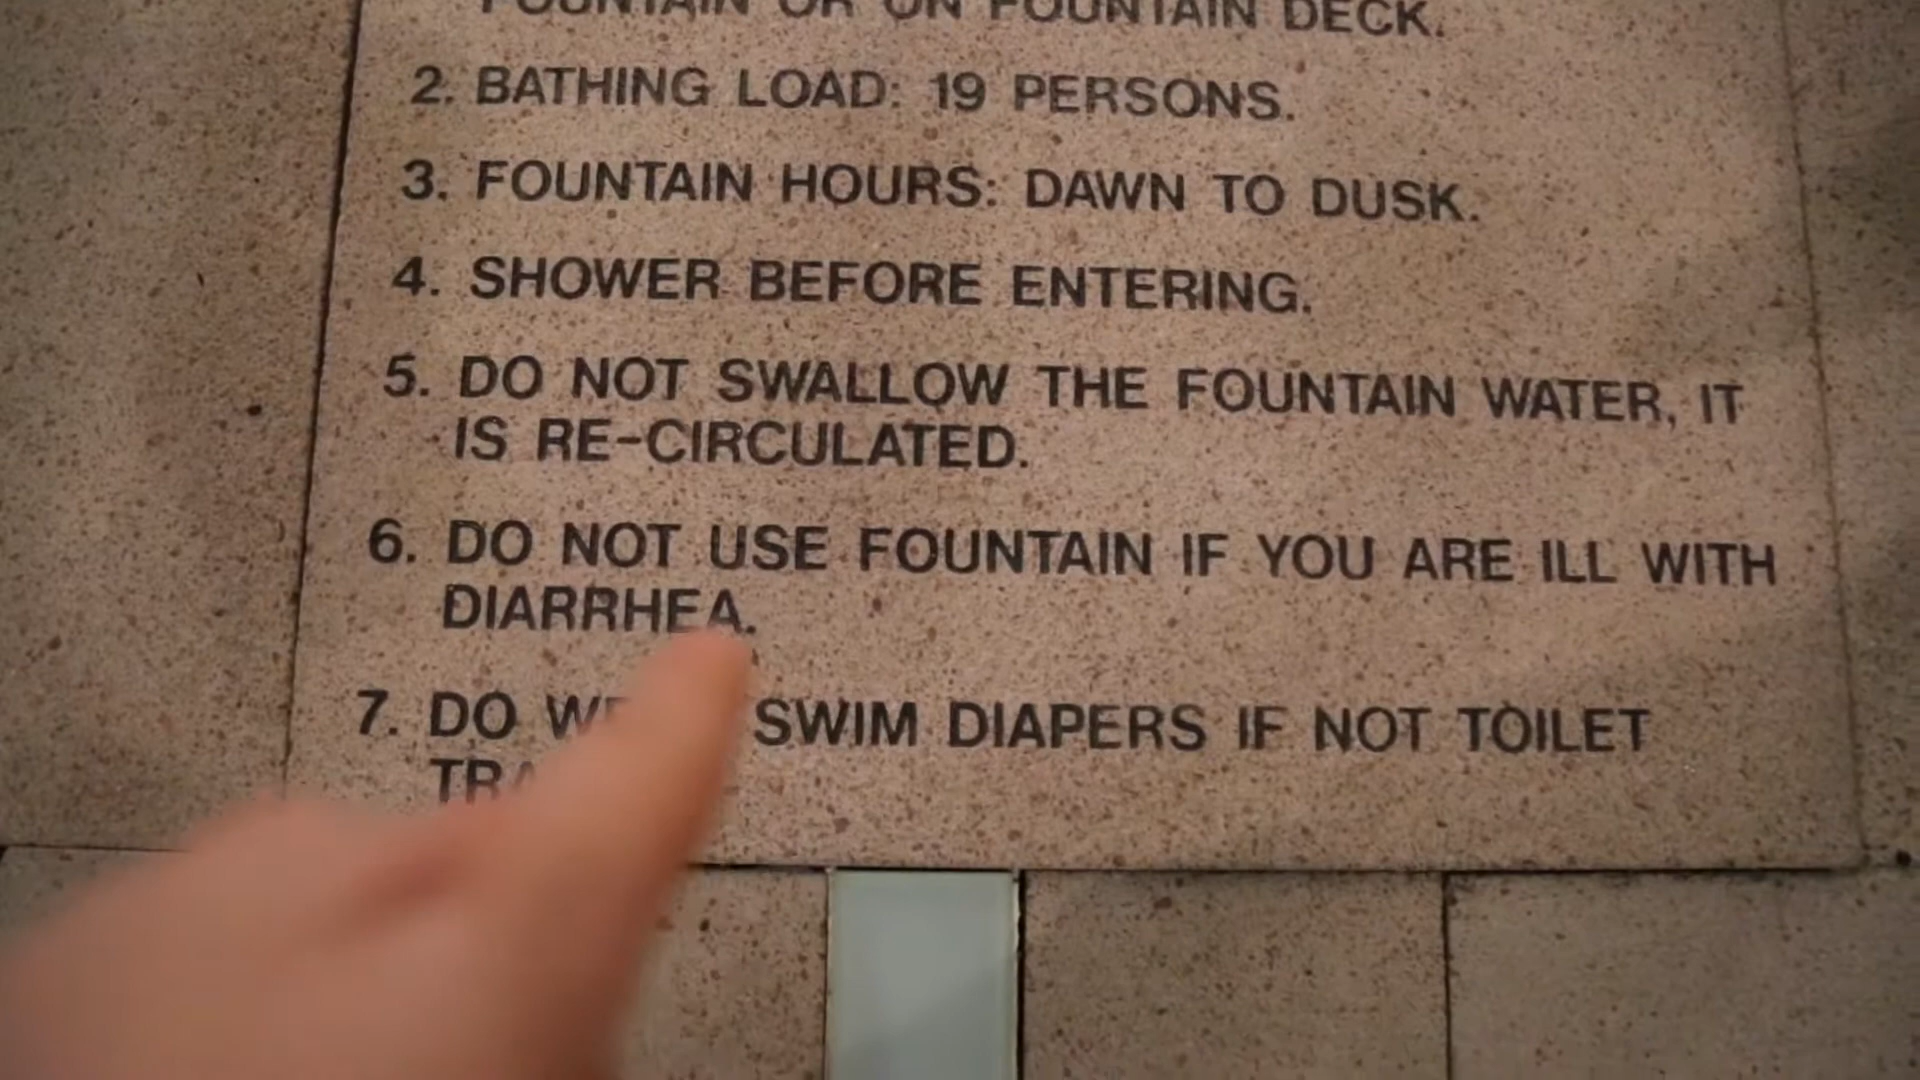 FOUNTAIN OR ON FOUNTAIN DECK.
2. BATHING LOAD: 19 PERSONS.
3. FOUNTAIN HOURS: DAWN TO DUSK.
4. SHOWER BEFORE ENTERING.
5. DO NOT SWALLOW THE FOUNTAIN WATER, IT
IS RE-CIRCULATED.
6. DO NOT USE FOUNTAIN IF YOU ARE ILL WITH
DIARRHEA.
7. DO SWIM DIAPERS IF NOT TOILET